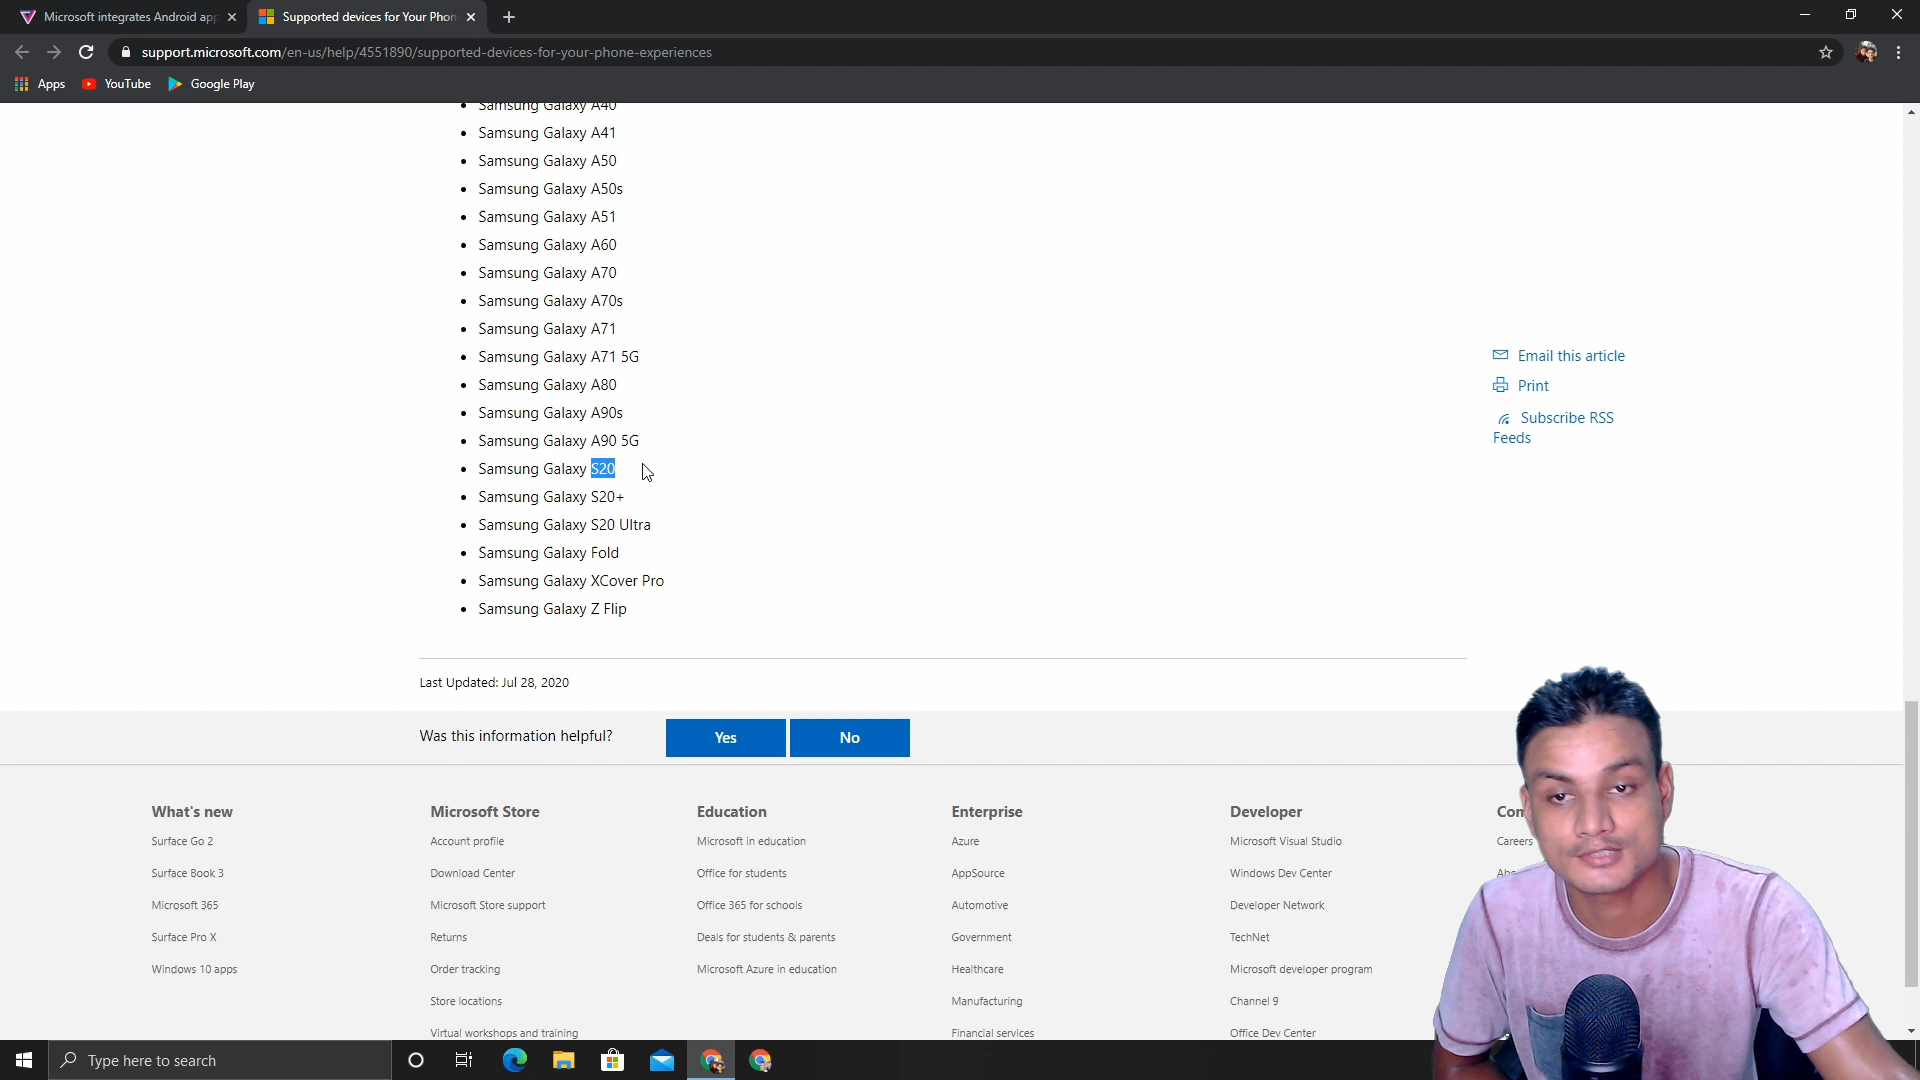 Microsoft integrates Android app
Supported devices for Your Phon
support.microsoft.com/en-us/help/4551890/supported-devices-for-your-phone-experiences
Apps
YouTube
Google Play
Samsung Galaxy A40
Samsung Galaxy A41
Samsung Galaxy A50
Samsung Galaxy A50s
Samsung Galaxy A51
Samsung Galaxy A60
Samsung Galaxy A70
Samsung Galaxy A70s
Samsung Galaxy A71
Samsung Galaxy A71 5G
Samsung Galaxy A80
Samsung Galaxy A90s
Samsung Galaxy A90 5G
Samsung Galaxy S20
Samsung Galaxy S20+
Samsung Galaxy S20 Ultra
Samsung Galaxy Fold
Samsung Galaxy XCover Pro
Samsung Galaxy Z Flip
Email this article
Print
Subscribe RSS
Feeds
Last Updated: Jul 28, 2020
Was this information helpful?
Yes
No
What's new
Surface Go 2
Surface Book 3
Microsoft 365
Surface Pro X
Windows 10 apps
Microsoft Store
Account profile
Download Center
Microsoft Store support
Returns
Order tracking
Store locations
Virtual workshops and training
Education
Microsoft in education
Office for students
Office 365 for schools
Deals for students & parents
Microsoft Azure in education
Enterprise
Azure
AppSource
Automotive
Government
Healthcare
Manufacturing
Financial services
Developer
Microsoft Visual Studio
Windows Dev Center
Developer Network
TechNet
Microsoft developer program
Channel 9
Office Dev Center
Com
Careers
Abo
Type here to search